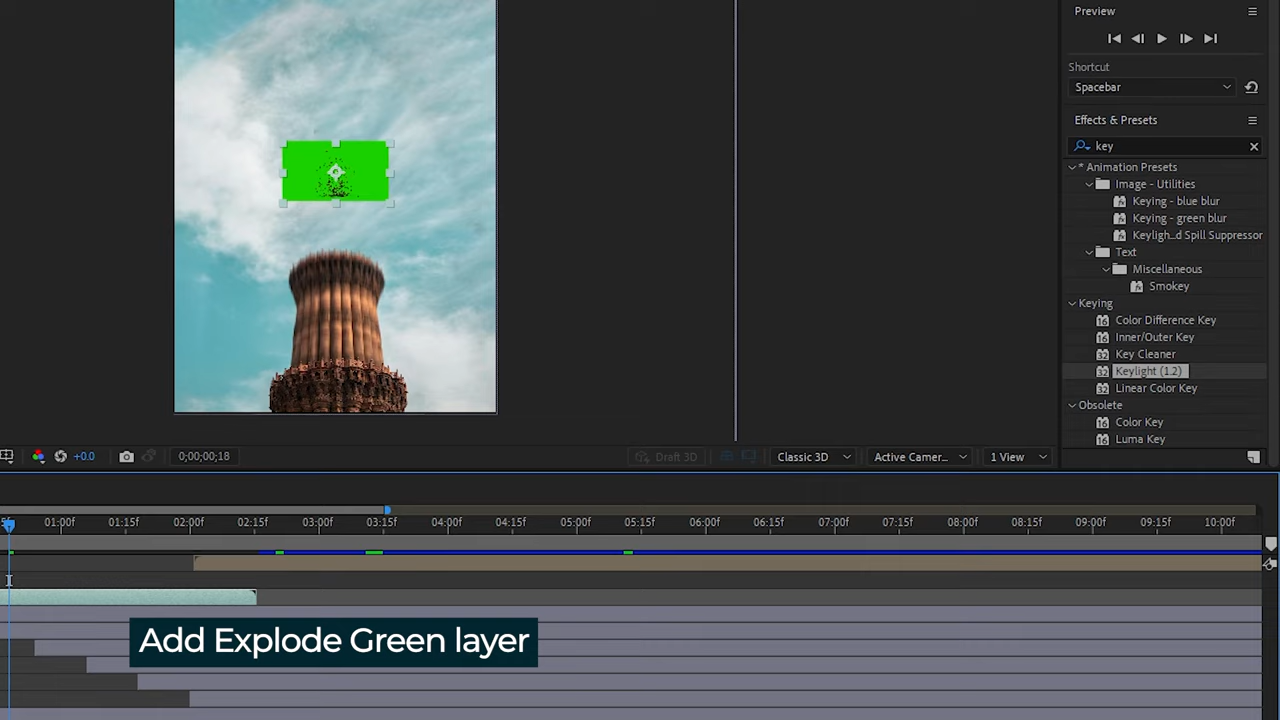 Preview
Shortcut
Spacebar
Effects & Presets
key
* Animation Presets
Image - Utilities
Keying - blue blur
Keying - green blur
Keyligh...d Spill Suppressor
Text
Miscellaneous
Smokey
Keying
Color Difference Key
Inner/Outer Key
Key Cleaner
Keylight (1.2)
Linear Color Key
Obsolete
Color Key
Luma Key
+0.0
0;00;00;18
Draft 3D
Classic 3D
Active Camer...
1 View
01:00f 01:15f 02:00f 02:15f 03:00f 03:15f 04:00f 04:15f 05:00f 05:15f 06:00f 06:15f 07:00f 07:15f 08:00f 08:15f 09:00f 09:15f 10:00f
Add Explode Green layer